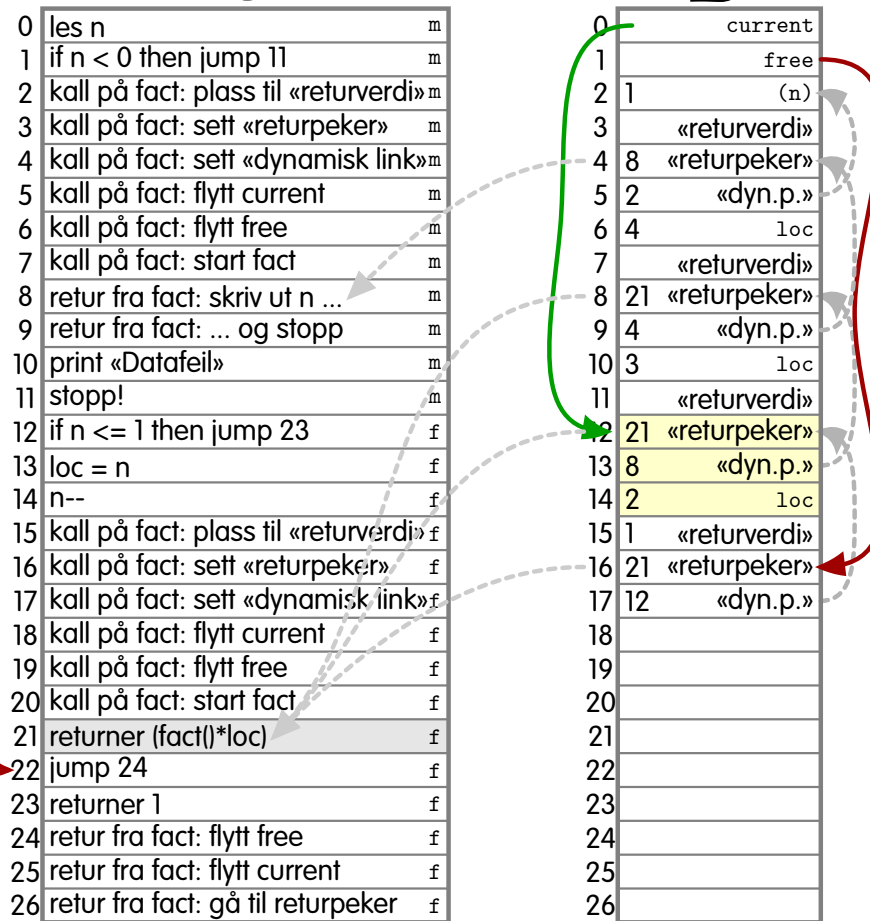 0 les n m
1 if n < 0 then jump 11 m
2 kall på fact: plass til «returverdi» m
3 kall på fact: sett «returpeker» m
4 kall på fact: sett «dynamisk link» m
5 kall på fact: flytt current m
6 kall på fact: flytt free m
7 kall på fact: start fact m
8 retur fra fact: skriv ut n ... m
9 retur fra fact: ... og stopp m
10 print «Datafeil» m
11 stopp! m
12 if n <= 1 then jump 23 f
13 loc = n f
14 n-- f
15 kall på fact: plass til «returverdi» f
16 kall på fact: sett «returpeker» f
17 kall på fact: sett «dynamisk link» f
18 kall på fact: flytt current f
19 kall på fact: flytt free f
20 kall på fact: start fact f
21 returner (fact()*loc) f
22 jump 24 f
23 returner 1 f
24 retur fra fact: flytt free f
25 retur fra fact: flytt current f
26 retur fra fact: gå til returpeker f
0 current
1 free
2 1 (n)
3 «returverdi»
4 8 «returpeker»
5 2 «dyn.p.»
6 4 loc
7 «returverdi»
8 21 «returpeker»
9 4 «dyn.p.»
10 3 loc
11 «returverdi»
12 21 «returpeker»
13 8 «dyn.p.»
14 2 loc
15 1 «returverdi»
16 21 «returpeker»
17 12 «dyn.p.»
18
19
20
21
22
23
24
25
26